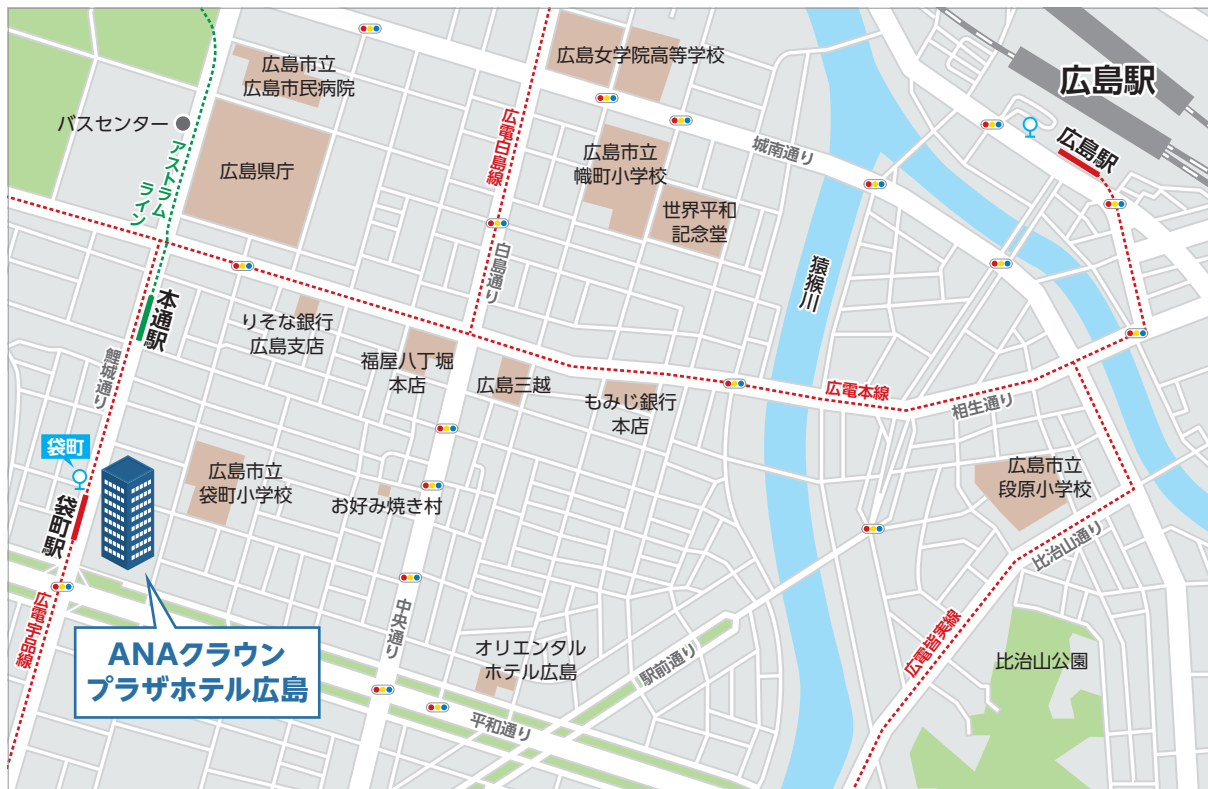 広島市立
広島市民病院
バスセンター
アストラム
ライン
広島県庁
広電白島線
広島女学院高等学校
広島市立
幟町小学校
世界平和
記念堂
城南通り
広島駅
広島駅
白島通り
猿猴川
本通駅
鯉城通り
りそな銀行
広島支店
福屋八丁堀
本店
広島三越
もみじ銀行
本店
広電本線
相生通り
袋町
袋町駅
広島市立
袋町小学校
お好み焼き村
広島市立
段原小学校
比治山通り
広電宇品線
ANAクラウン
プラザホテル広島
中央通り
オリエンタル
ホテル広島
平和通り
駅前通り
広電皆実線
比治山公園